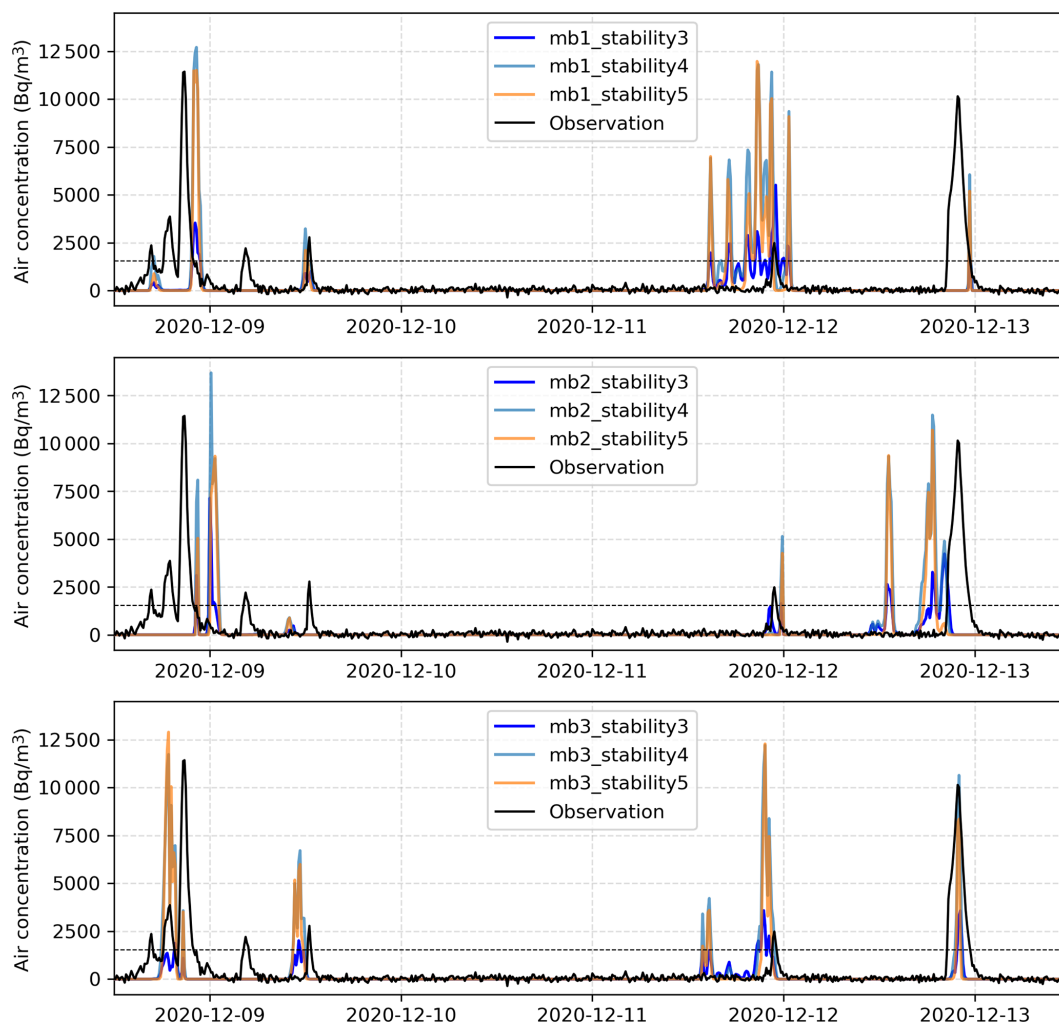 Air concentration (Bq/m³)
12 500
10 000
7500
5000
2500
0
mb1_stability3
mb1_stability4
mb1_stability5
Observation
2020-12-09 2020-12-10 2020-12-11 2020-12-12 2020-12-13
Air concentration (Bq/m³)
12 500
10 000
7500
5000
2500
0
mb2_stability3
mb2_stability4
mb2_stability5
Observation
2020-12-09 2020-12-10 2020-12-11 2020-12-12 2020-12-13
Air concentration (Bq/m³)
12 500
10 000
7500
5000
2500
0
mb3_stability3
mb3_stability4
mb3_stability5
Observation
2020-12-09 2020-12-10 2020-12-11 2020-12-12 2020-12-13